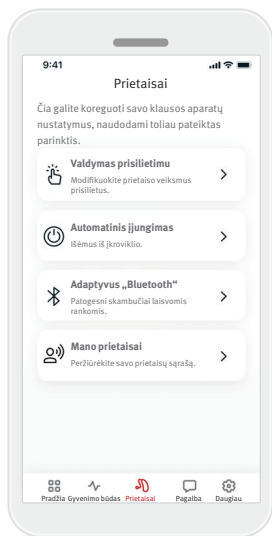 9:41
Prietaisai
Čia galite koreguoti savo klausos aparatų
nustatymus, naudodami toliau pateiktas
parinktis.
Valdymas prisilietimu
Modifikuokite prietaiso veiksmus
prisilietus.
Automatinis įjungimas
Išėmus iš įkroviklio.
Adaptyvus „Bluetooth“
Patogesni skambučiai laisvomis
rankomis.
Mano prietaisai
Peržiūrėkite savo prietaisų sąrašą.
Pradžia Gyvenimo būdas Prietaisai Pagalba Daugiau